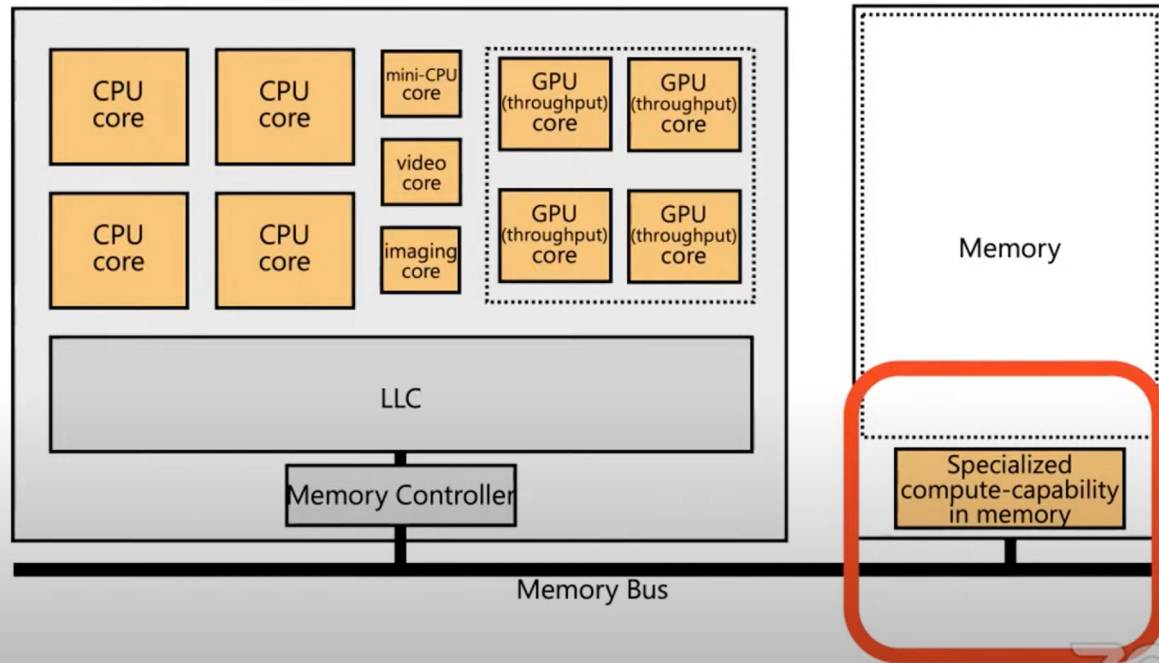 CPU
core
CPU
core
mini-CPU
core
video
core
imaging
core
CPU
core
CPU
core
GPU
(throughput)
core
GPU
(throughput)
core
GPU
(throughput)
core
GPU
(throughput)
core
LLC
Memory Controller
Memory Bus
Memory
Specialized
compute-capability
in memory